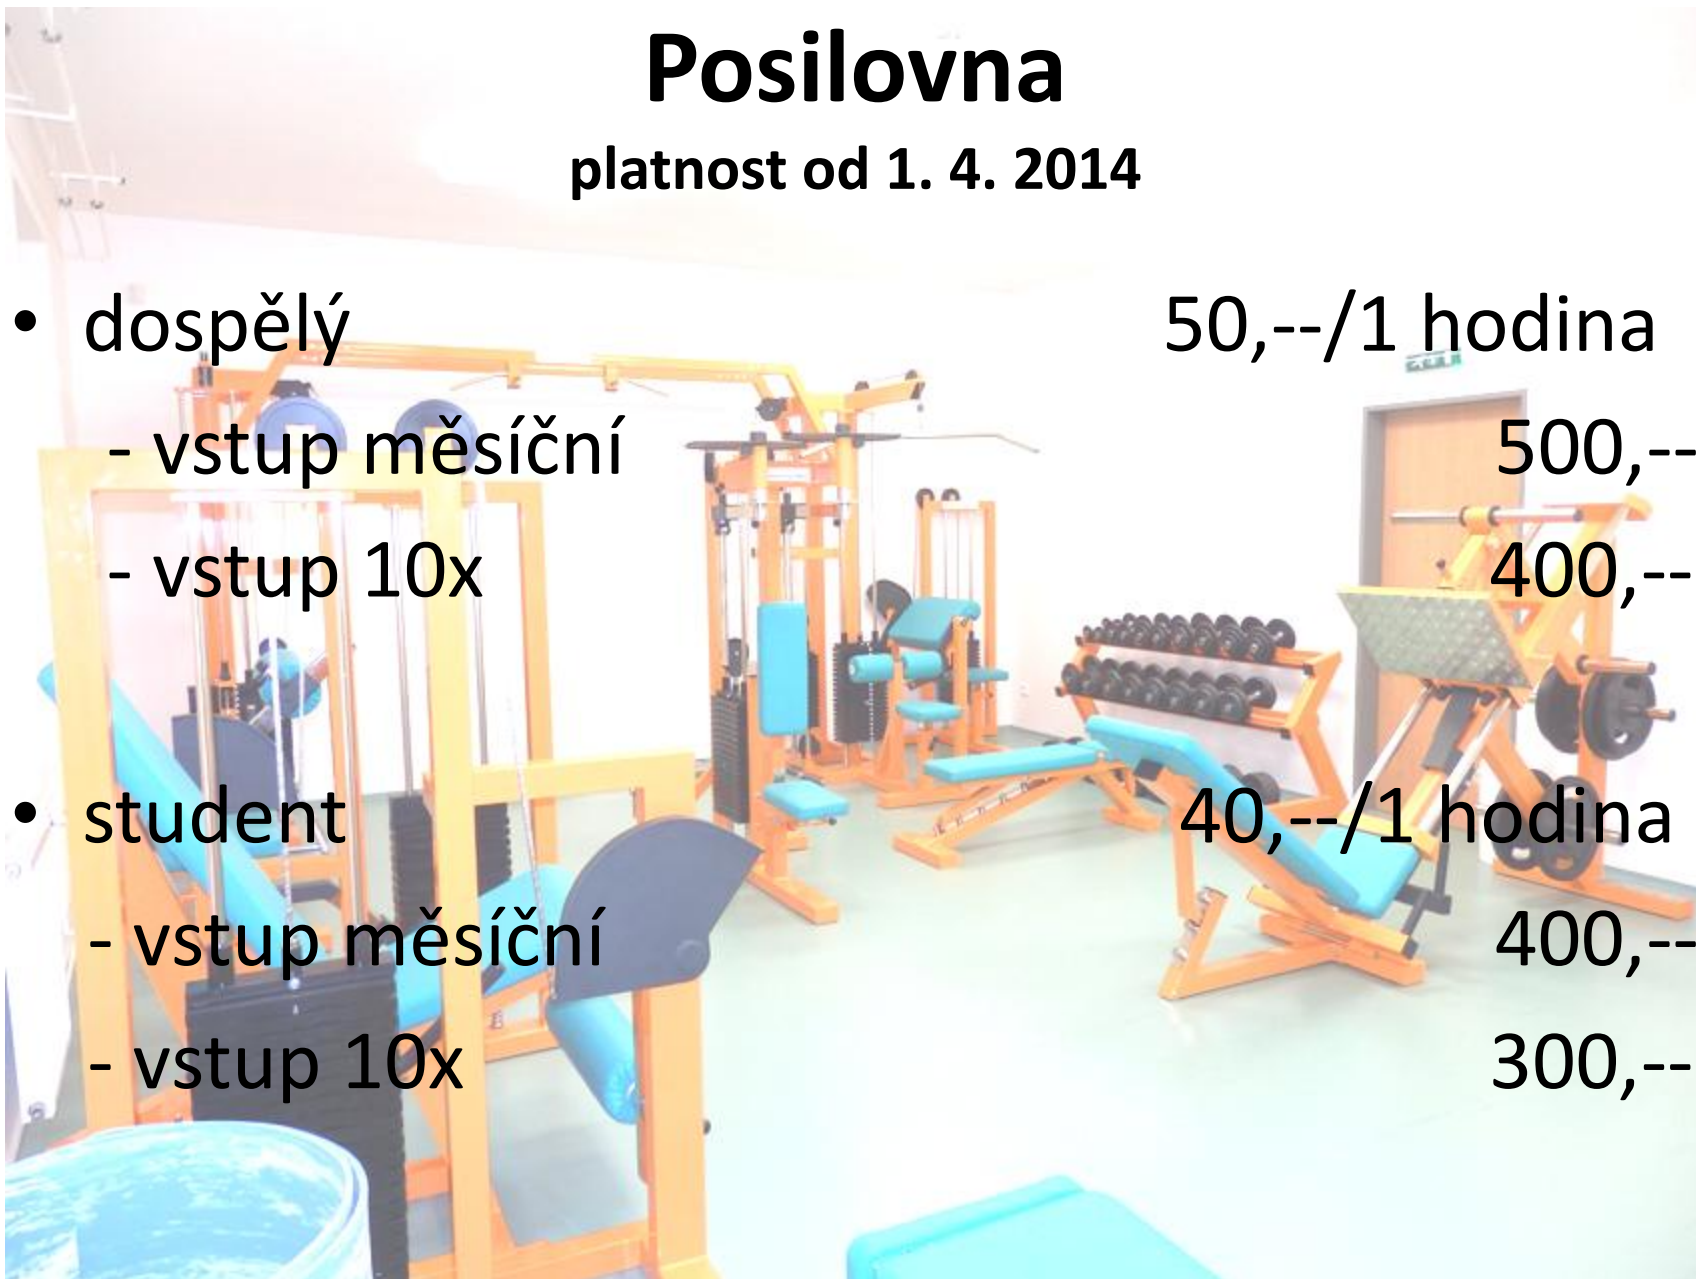 Posilovna
platnost od 1. 4. 2014
• dospělý 50,--/1 hodina
- vstup měsíční 500,--
- vstup 10x 400,--
• student 40,--/1 hodina
- vstup měsíční 400,--
- vstup 10x 300,--